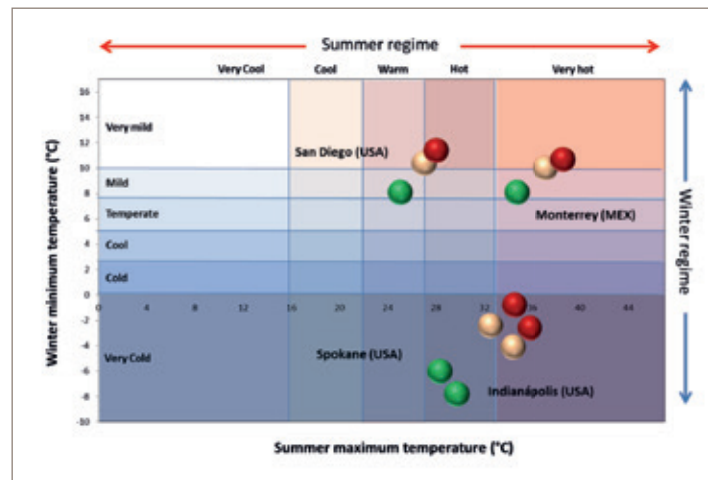 Summer regime
Very Cool Cool Warm Hot Very hot
16
14
12
10
8
6
4
2
0
-2
-4
-6
-8
-10
Winter minimum temperature (°C)
Very mild
Mild
Temperate
Cool
Cold
Very Cold
San Diego (USA)
Monterrey (MEX)
Spokane (USA)
Indianápolis (USA)
0 4 8 12 16 20 24 28 32 36 40 44
Summer maximum temperature (°C)
Winter regime